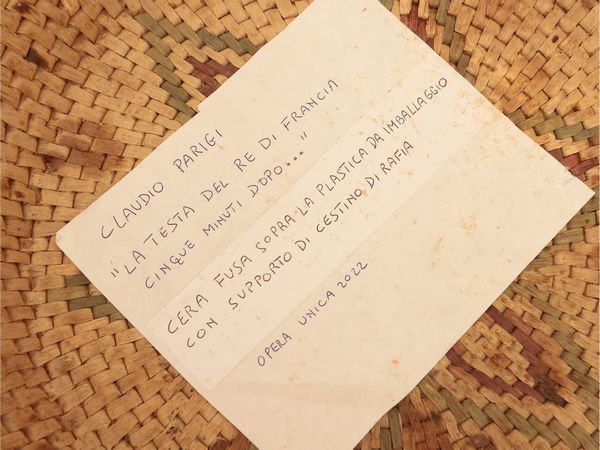 CLAUDIO PARIGI
"LA TESTA DEL RE DI FRANCIA
CINQUE MINUTI DOPO..."
CERA FUSA SOPRA LA PLASTICA DA IMBALLAGGIO
CON SUPPORTO DI CESTINO DI RAFIA
OPERA UNICA 2022